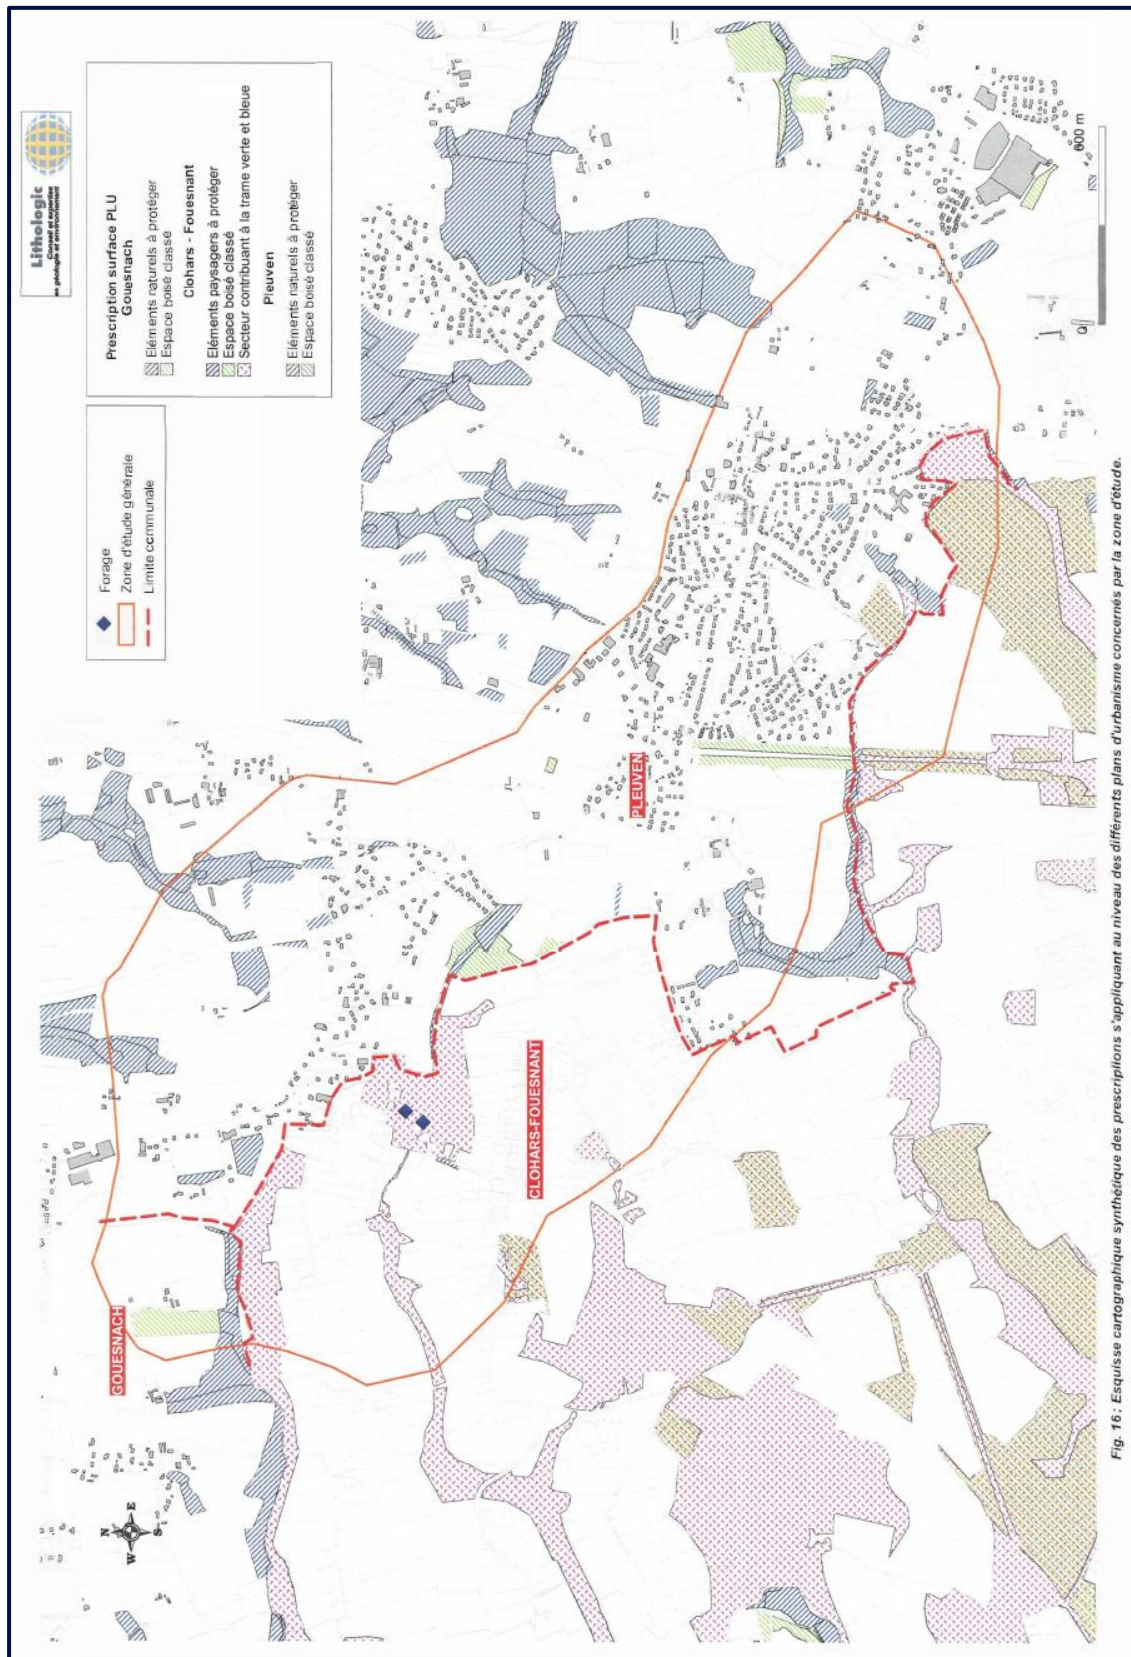 Lithologic
Conseil et expertise
en géologie et environnement
Prescription surface PLU
Gouesnach
Eléments naturels à protéger
Espace boisé classé
Clohars - Fouesnant
Eléments paysagers à protéger
Espace boisé classé
Secteur contribuant à la trame verte et bleue
Pleuven
Eléments naturels à protéger
Espace boisé classé
Forage
Zone d'étude générale
Limite communale
GOUESNACH
PLEUVEN
CLOHARS-FOUESNANT
N
W
E
S
0
600 m
Fig. 16 : Esquisse cartographique synthétique des prescriptions s'appliquant au niveau des différents plans d'urbanisme concernés par la zone d'étude.